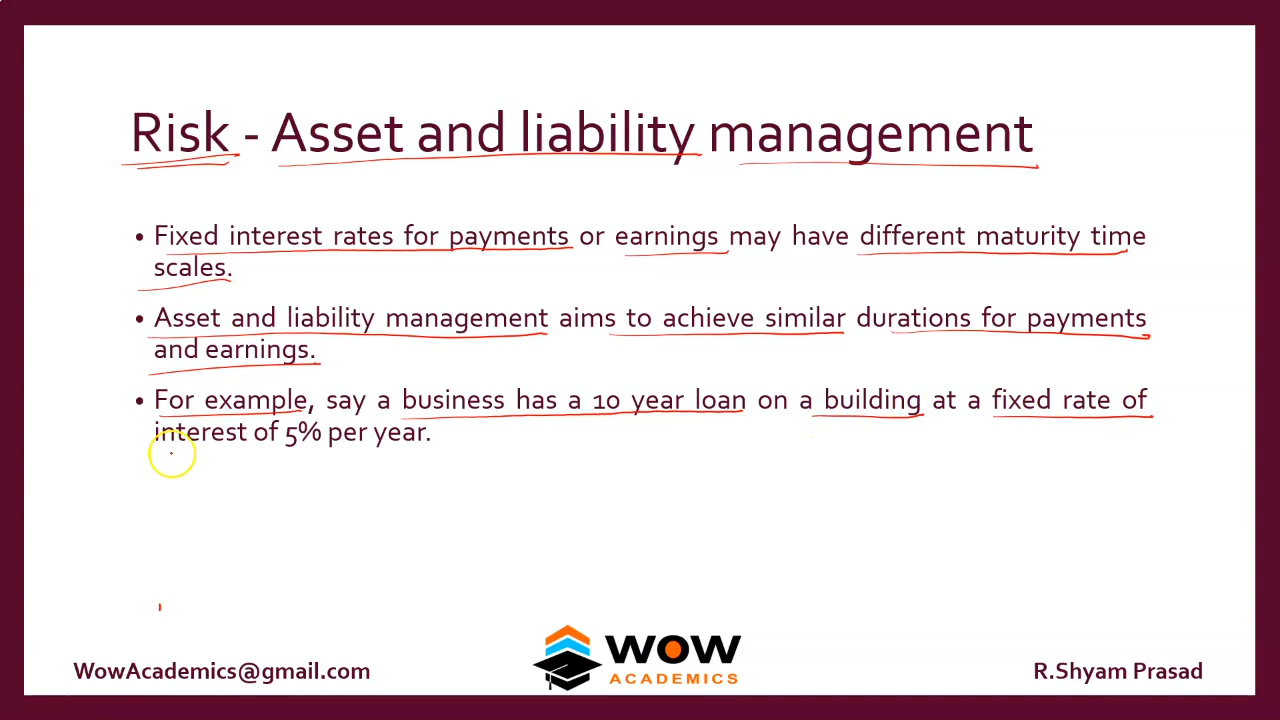 Risk - Asset and liability management
• Fixed interest rates for payments or earnings may have different maturity time
scales.
• Asset and liability management aims to achieve similar durations for payments
and earnings.
• For example, say a business has a 10 year loan on a building at a fixed rate of
interest of 5% per year.
WOW
ACADEMICS
WowAcademics@gmail.com
R.Shyam Prasad